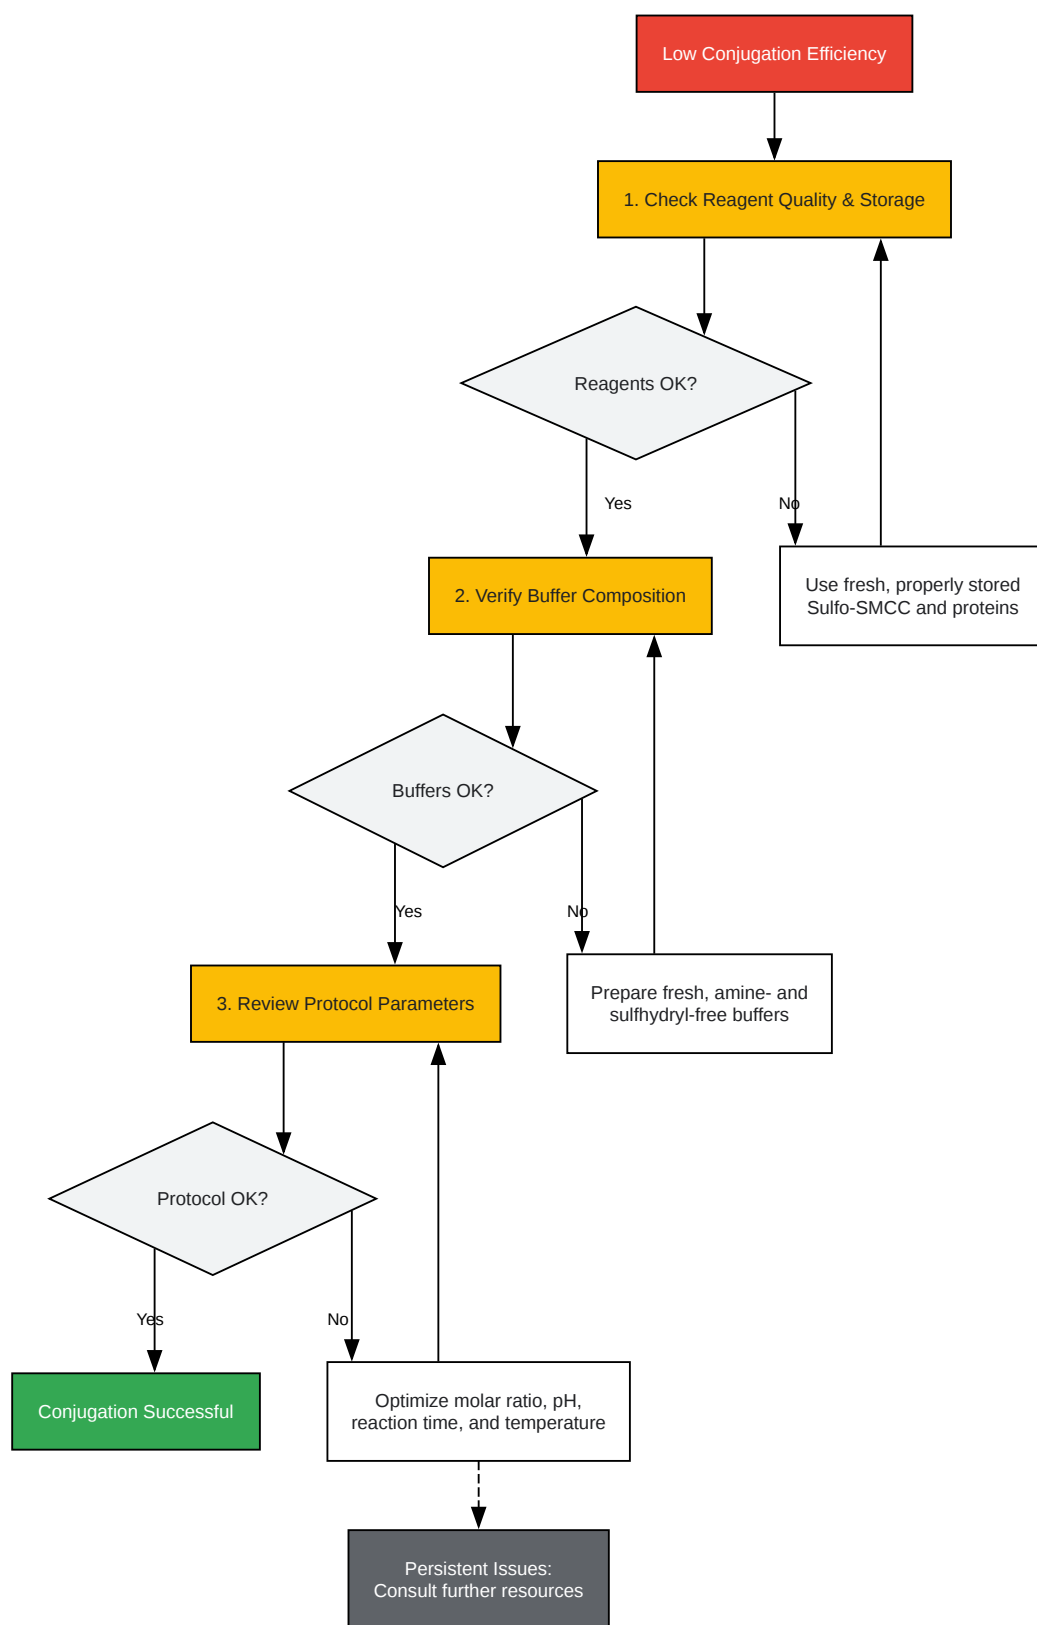 Low Conjugation Efficiency
1. Check Reagent Quality & Storage
Reagents OK?
Yes
No
Use fresh, properly stored
Sulfo-SMCC and proteins
2. Verify Buffer Composition
Buffers OK?
Yes
No
Prepare fresh, amine- and
sulfhydryl-free buffers
3. Review Protocol Parameters
Protocol OK?
Yes
No
Conjugation Successful
Optimize molar ratio, pH,
reaction time, and temperature
Persistent Issues:
Consult further resources